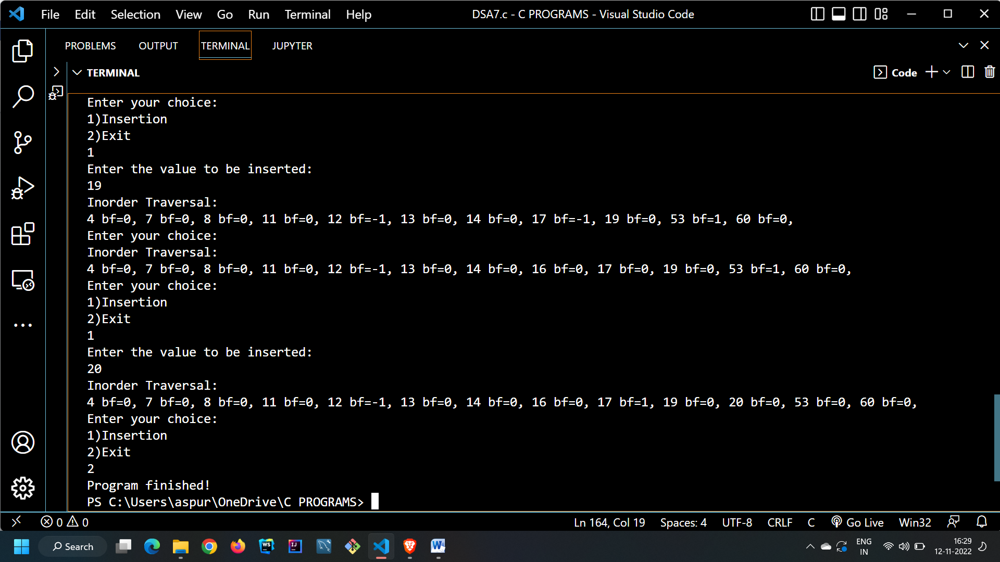 File Edit Selection View Go Run Terminal Help DSA7.c - C PROGRAMS - Visual Studio Code
PROBLEMS OUTPUT TERMINAL JUPYTER
TERMINAL Code
Enter your choice:
1)Insertion
2)Exit
1
Enter the value to be inserted:
19
Inorder Traversal:
4 bf=0, 7 bf=0, 8 bf=0, 11 bf=0, 12 bf=-1, 13 bf=0, 14 bf=0, 17 bf=-1, 19 bf=0, 53 bf=1, 60 bf=0,
Enter your choice:
Inorder Traversal:
4 bf=0, 7 bf=0, 8 bf=0, 11 bf=0, 12 bf=-1, 13 bf=0, 14 bf=0, 16 bf=0, 17 bf=0, 19 bf=0, 53 bf=1, 60 bf=0,
Enter your choice:
1)Insertion
2)Exit
1
Enter the value to be inserted:
20
Inorder Traversal:
4 bf=0, 7 bf=0, 8 bf=0, 11 bf=0, 12 bf=-1, 13 bf=0, 14 bf=0, 16 bf=0, 17 bf=1, 19 bf=0, 20 bf=0, 53 bf=0, 60 bf=0,
Enter your choice:
1)Insertion
2)Exit
2
Program finished!
PS C:\Users\aspur\OneDrive\C PROGRAMS>
0 0 Ln 164, Col 19 Spaces: 4 UTF-8 CRLF C Go Live Win32
Search WS IJ W ENG IN 16:29
12-11-2022